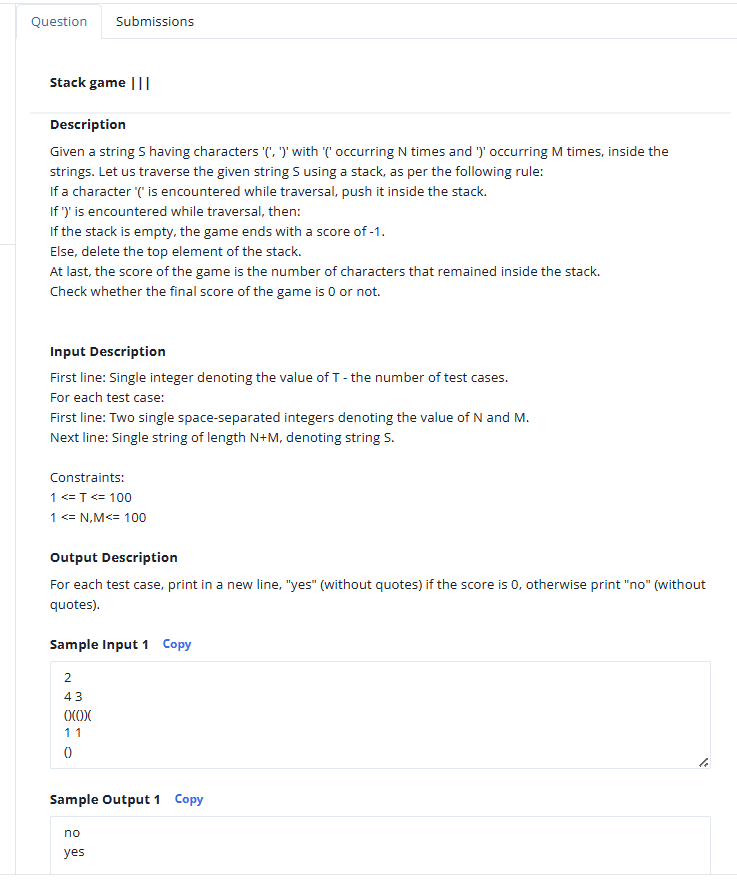 Question Submissions
Stack game |||
Description
Given a string S having characters '(', ')' with '(' occurring N times and ')' occurring M times, inside the
strings. Let us traverse the given string S using a stack, as per the following rule:
If a character '(' is encountered while traversal, push it inside the stack.
If ')' is encountered while traversal, then:
If the stack is empty, the game ends with a score of -1.
Else, delete the top element of the stack.
At last, the score of the game is the number of characters that remained inside the stack.
Check whether the final score of the game is 0 or not.
Input Description
First line: Single integer denoting the value of T - the number of test cases.
For each test case:
First line: Two single space-separated integers denoting the value of N and M.
Next line: Single string of length N+M, denoting string S.
Constraints:
1 <= T <= 100
1 <= N,M<= 100
Output Description
For each test case, print in a new line, "yes" (without quotes) if the score is 0, otherwise print "no" (without
quotes).
Sample Input 1 Copy
2
4 3
()(())(
1 1
()
Sample Output 1 Copy
no
yes